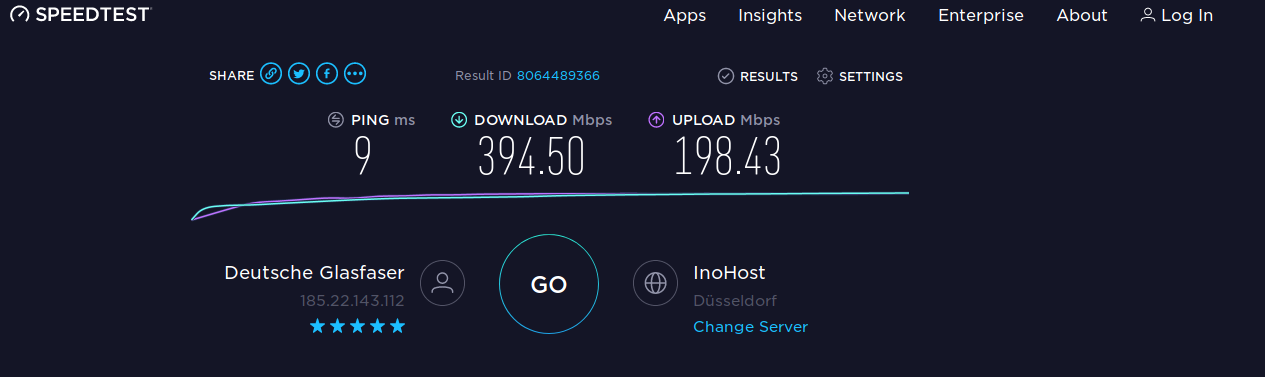 SPEEDTEST Apps Insights Network Enterprise About Log In
SHARE Result ID 8064489366 RESULTS SETTINGS
PING ms DOWNLOAD Mbps UPLOAD Mbps
9 394.50 198.43
Deutsche Glasfaser GO InoHost
185.22.143.112 Düsseldorf
Change Server